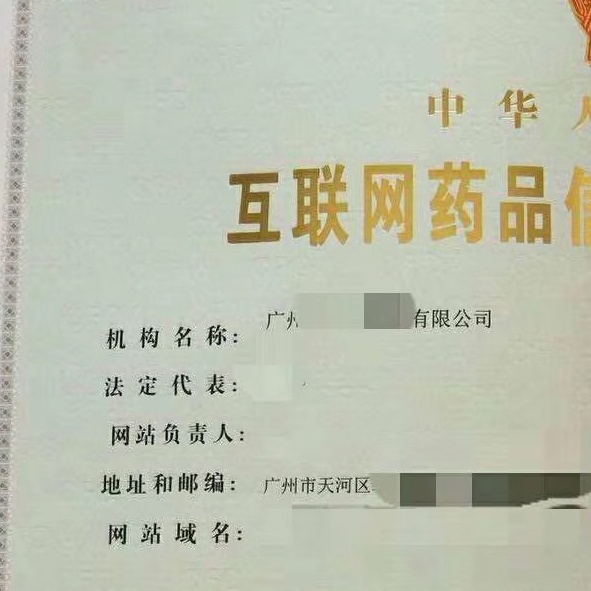 中华人
互联网药品信
机构名称：广州 有限公司
法定代表：
网站负责人：
地址和邮编：广州市天河区
网站域名：